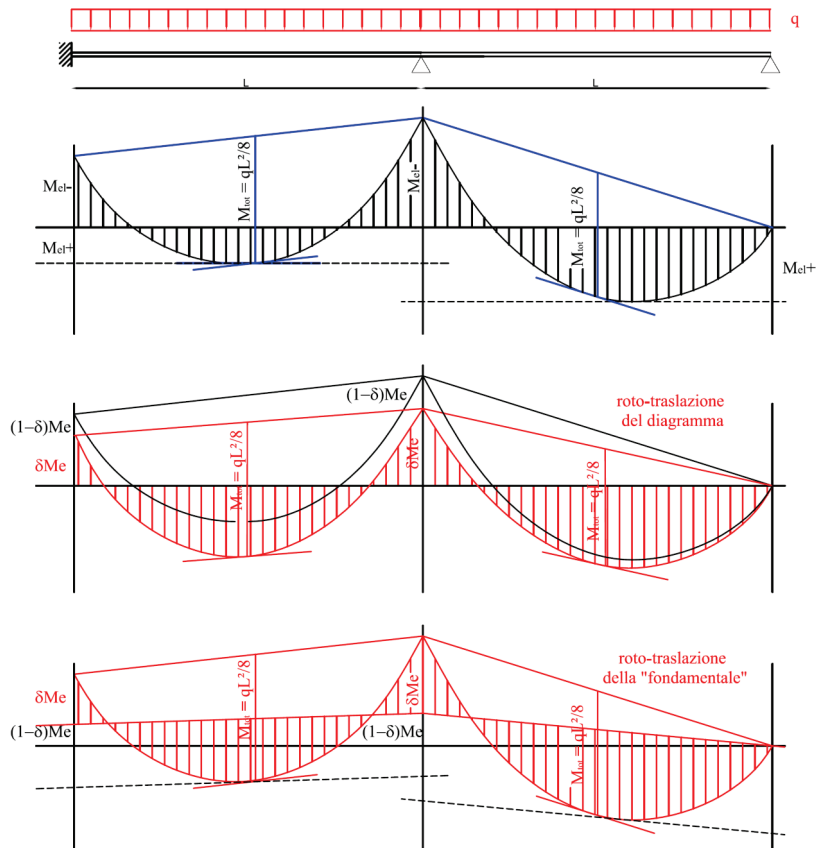 q
L
L
Mel-
Mtot = qL²/8
Mel-
Mtot = qL²/8
Mel+
Mel+
(1–δ)Me
(1–δ)Me
roto-traslazione
del diagramma
δMe
Mtot = qL²/8
δMe
Mtot = qL²/8
roto-traslazione
della "fondamentale"
δMe
Mtot = qL²/8
δMe
(1–δ)Me
(1–δ)Me
Mtot = qL²/8